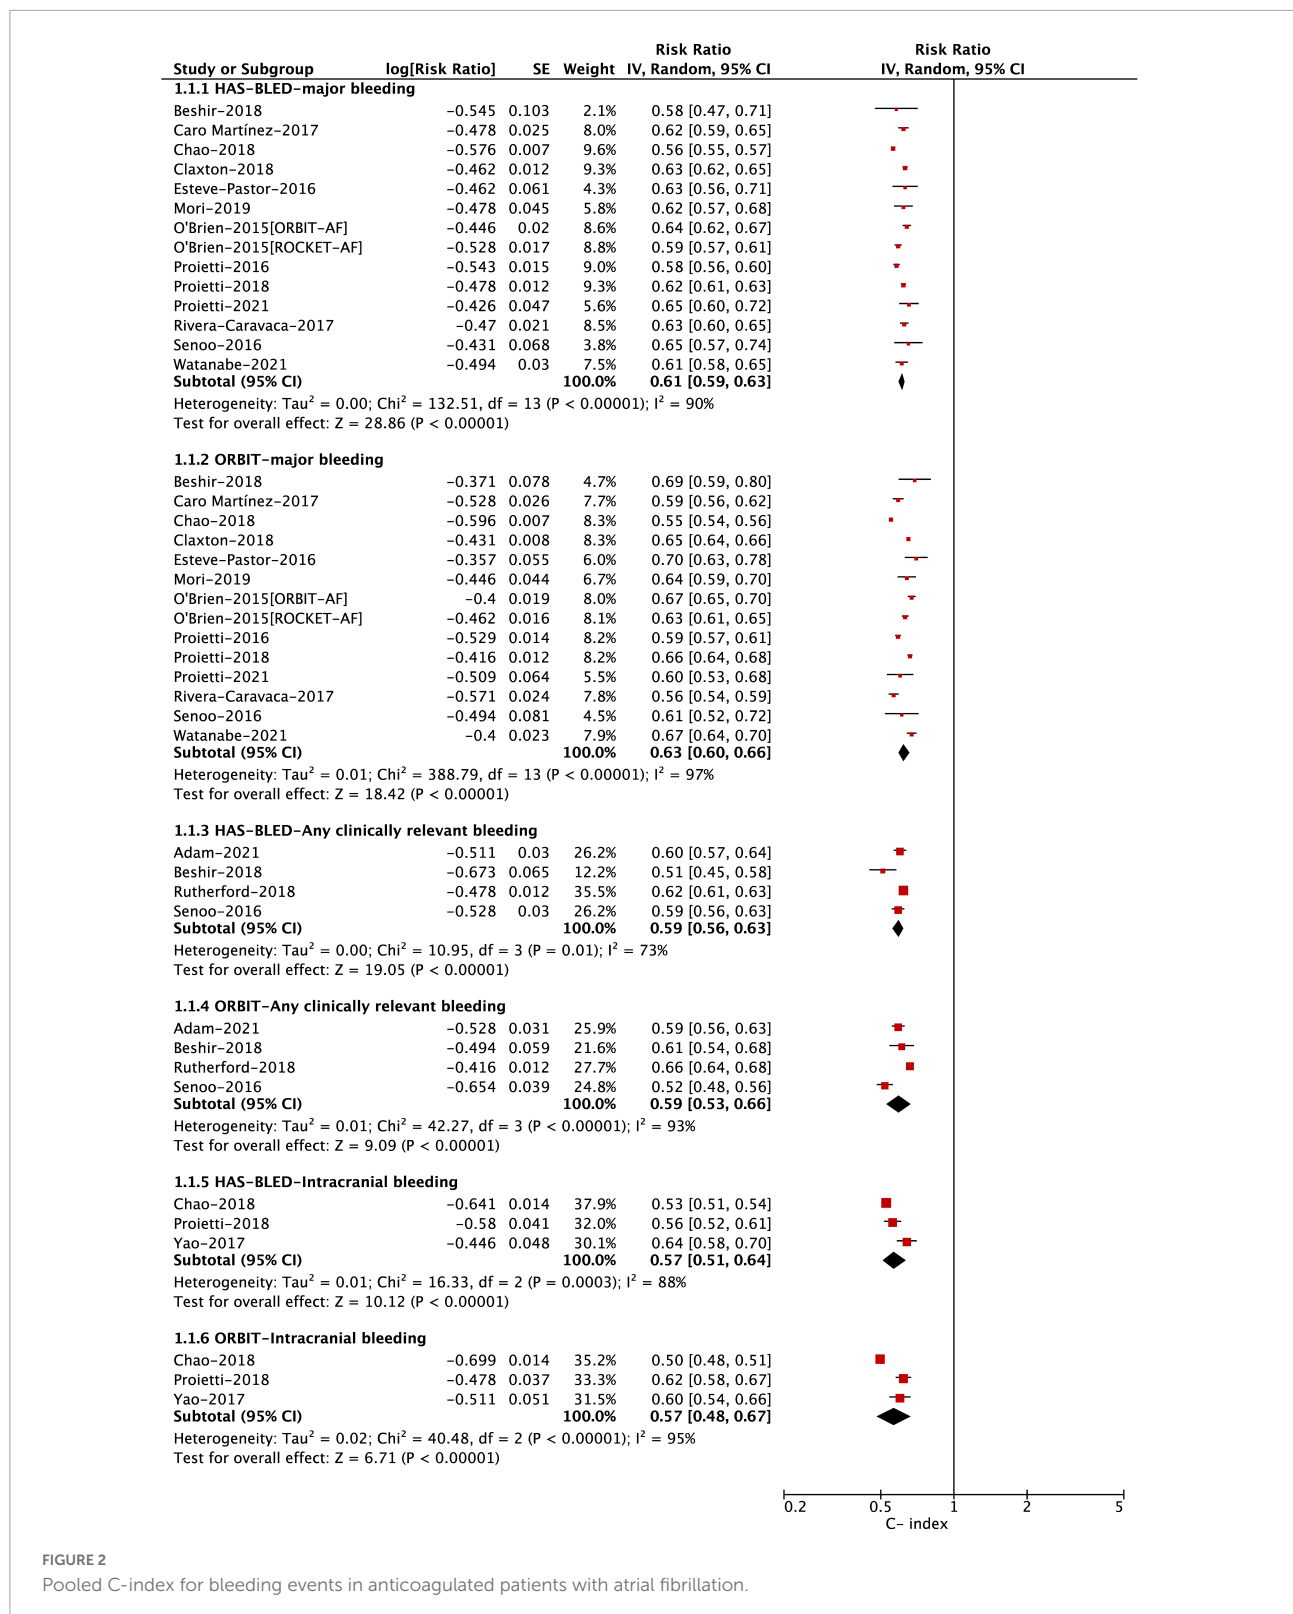 Risk Ratio Risk Ratio
Study or Subgroup log[Risk Ratio] SE Weight IV, Random, 95% CI IV, Random, 95% CI
1.1.1 HAS-BLED-major bleeding
Beshir-2018 −0.545 0.103 2.1% 0.58 [0.47, 0.71]
Caro Martínez-2017 −0.478 0.025 8.0% 0.62 [0.59, 0.65]
Chao-2018 −0.576 0.007 9.6% 0.56 [0.55, 0.57]
Claxton-2018 −0.462 0.012 9.3% 0.63 [0.62, 0.65]
Esteve-Pastor-2016 −0.462 0.061 4.3% 0.63 [0.56, 0.71]
Mori-2019 −0.478 0.045 5.8% 0.62 [0.57, 0.68]
O'Brien-2015[ORBIT-AF] −0.446 0.02 8.6% 0.64 [0.62, 0.67]
O'Brien-2015[ROCKET-AF] −0.528 0.017 8.8% 0.59 [0.57, 0.61]
Proietti-2016 −0.543 0.015 9.0% 0.58 [0.56, 0.60]
Proietti-2018 −0.478 0.012 9.3% 0.62 [0.61, 0.63]
Proietti-2021 −0.426 0.047 5.6% 0.65 [0.60, 0.72]
Rivera-Caravaca-2017 −0.47 0.021 8.5% 0.63 [0.60, 0.65]
Senoo-2016 −0.431 0.068 3.8% 0.65 [0.57, 0.74]
Watanabe-2021 −0.494 0.03 7.5% 0.61 [0.58, 0.65]
Subtotal (95% CI) 100.0% 0.61 [0.59, 0.63]
Heterogeneity: Tau² = 0.00; Chi² = 132.51, df = 13 (P < 0.00001); I² = 90%
Test for overall effect: Z = 28.86 (P < 0.00001)
1.1.2 ORBIT-major bleeding
Beshir-2018 −0.371 0.078 4.7% 0.69 [0.59, 0.80]
Caro Martínez-2017 −0.528 0.026 7.7% 0.59 [0.56, 0.62]
Chao-2018 −0.596 0.007 8.3% 0.55 [0.54, 0.56]
Claxton-2018 −0.431 0.008 8.3% 0.65 [0.64, 0.66]
Esteve-Pastor-2016 −0.357 0.055 6.0% 0.70 [0.63, 0.78]
Mori-2019 −0.446 0.044 6.7% 0.64 [0.59, 0.70]
O'Brien-2015[ORBIT-AF] −0.4 0.019 8.0% 0.67 [0.65, 0.70]
O'Brien-2015[ROCKET-AF] −0.462 0.016 8.1% 0.63 [0.61, 0.65]
Proietti-2016 −0.529 0.014 8.2% 0.59 [0.57, 0.61]
Proietti-2018 −0.416 0.012 8.2% 0.66 [0.64, 0.68]
Proietti-2021 −0.509 0.064 5.5% 0.60 [0.53, 0.68]
Rivera-Caravaca-2017 −0.571 0.024 7.8% 0.56 [0.54, 0.59]
Senoo-2016 −0.494 0.081 4.5% 0.61 [0.52, 0.72]
Watanabe-2021 −0.4 0.023 7.9% 0.67 [0.64, 0.70]
Subtotal (95% CI) 100.0% 0.63 [0.60, 0.66]
Heterogeneity: Tau² = 0.01; Chi² = 388.79, df = 13 (P < 0.00001); I² = 97%
Test for overall effect: Z = 18.42 (P < 0.00001)
1.1.3 HAS-BLED-Any clinically relevant bleeding
Adam-2021 −0.511 0.03 26.2% 0.60 [0.57, 0.64]
Beshir-2018 −0.673 0.065 12.2% 0.51 [0.45, 0.58]
Rutherford-2018 −0.478 0.012 35.5% 0.62 [0.61, 0.63]
Senoo-2016 −0.528 0.03 26.2% 0.59 [0.56, 0.63]
Subtotal (95% CI) 100.0% 0.59 [0.56, 0.63]
Heterogeneity: Tau² = 0.00; Chi² = 10.95, df = 3 (P = 0.01); I² = 73%
Test for overall effect: Z = 19.05 (P < 0.00001)
1.1.4 ORBIT-Any clinically relevant bleeding
Adam-2021 −0.528 0.031 25.9% 0.59 [0.56, 0.63]
Beshir-2018 −0.494 0.059 21.6% 0.61 [0.54, 0.68]
Rutherford-2018 −0.416 0.012 27.7% 0.66 [0.64, 0.68]
Senoo-2016 −0.654 0.039 24.8% 0.52 [0.48, 0.56]
Subtotal (95% CI) 100.0% 0.59 [0.53, 0.66]
Heterogeneity: Tau² = 0.01; Chi² = 42.27, df = 3 (P < 0.00001); I² = 93%
Test for overall effect: Z = 9.09 (P < 0.00001)
1.1.5 HAS-BLED-Intracranial bleeding
Chao-2018 −0.641 0.014 37.9% 0.53 [0.51, 0.54]
Proietti-2018 −0.58 0.041 32.0% 0.56 [0.52, 0.61]
Yao-2017 −0.446 0.048 30.1% 0.64 [0.58, 0.70]
Subtotal (95% CI) 100.0% 0.57 [0.51, 0.64]
Heterogeneity: Tau² = 0.01; Chi² = 16.33, df = 2 (P = 0.0003); I² = 88%
Test for overall effect: Z = 10.12 (P < 0.00001)
1.1.6 ORBIT-Intracranial bleeding
Chao-2018 −0.699 0.014 35.2% 0.50 [0.48, 0.51]
Proietti-2018 −0.478 0.037 33.3% 0.62 [0.58, 0.67]
Yao-2017 −0.511 0.051 31.5% 0.60 [0.54, 0.66]
Subtotal (95% CI) 100.0% 0.57 [0.48, 0.67]
Heterogeneity: Tau² = 0.02; Chi² = 40.48, df = 2 (P < 0.00001); I² = 95%
Test for overall effect: Z = 6.71 (P < 0.00001)
0.2 0.5 1 2 5
C- index
FIGURE 2
Pooled C-index for bleeding events in anticoagulated patients with atrial fibrillation.